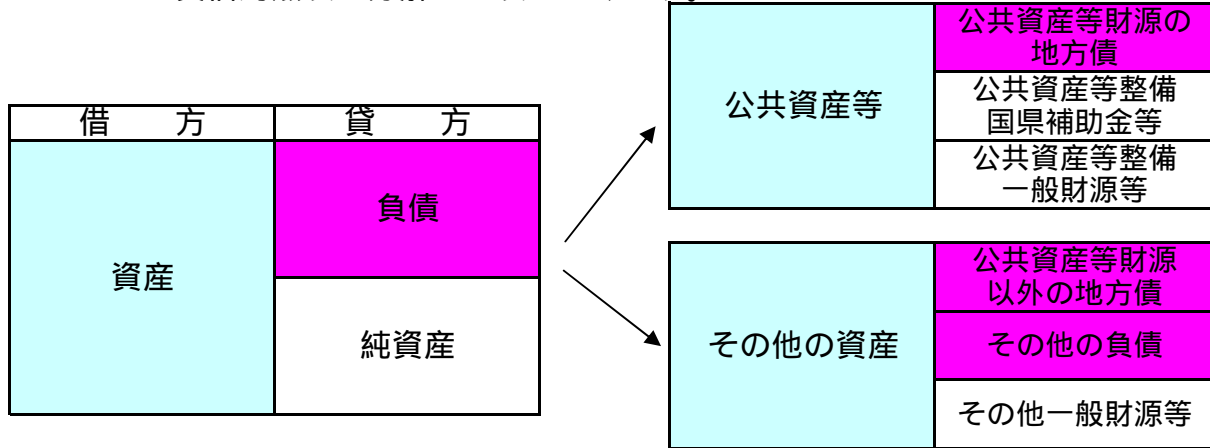 借　方
貸　方
資産
負債
純資産
公共資産等
公共資産等財源の
地方債
公共資産等整備
国県補助金等
公共資産等整備
一般財源等
その他の資産
公共資産等財源
以外の地方債
その他の負債
その他一般財源等